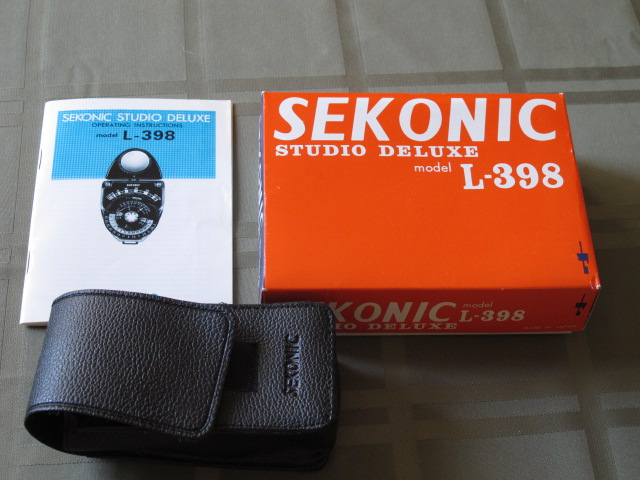 SEKONIC STUDIO DELUXE
OPERATING INSTRUCTIONS
model L-398
SEKONIC
STUDIO DELUXE
model L-398
SEKONIC model L-398
STUDIO DELUXE
SEKONIC